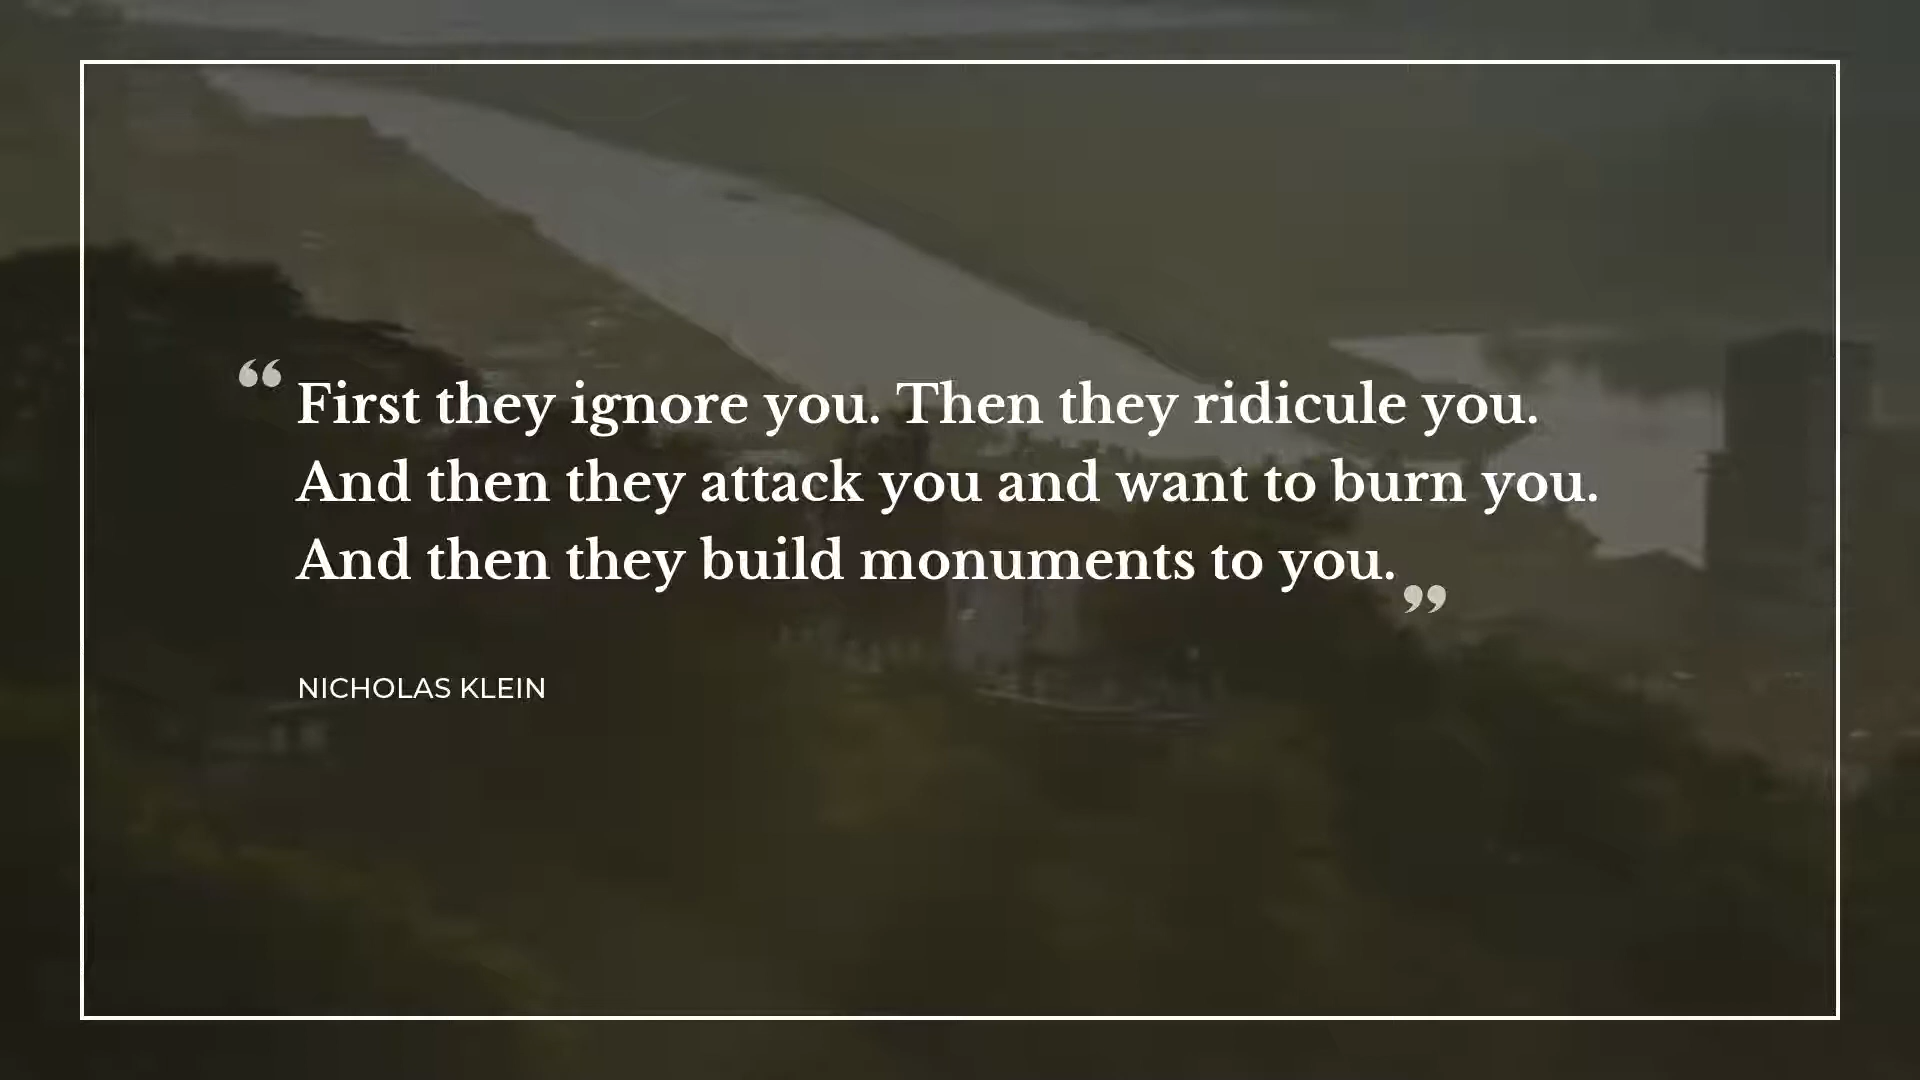 “First they ignore you. Then they ridicule you.
And then they attack you and want to burn you.
And then they build monuments to you.”
NICHOLAS KLEIN